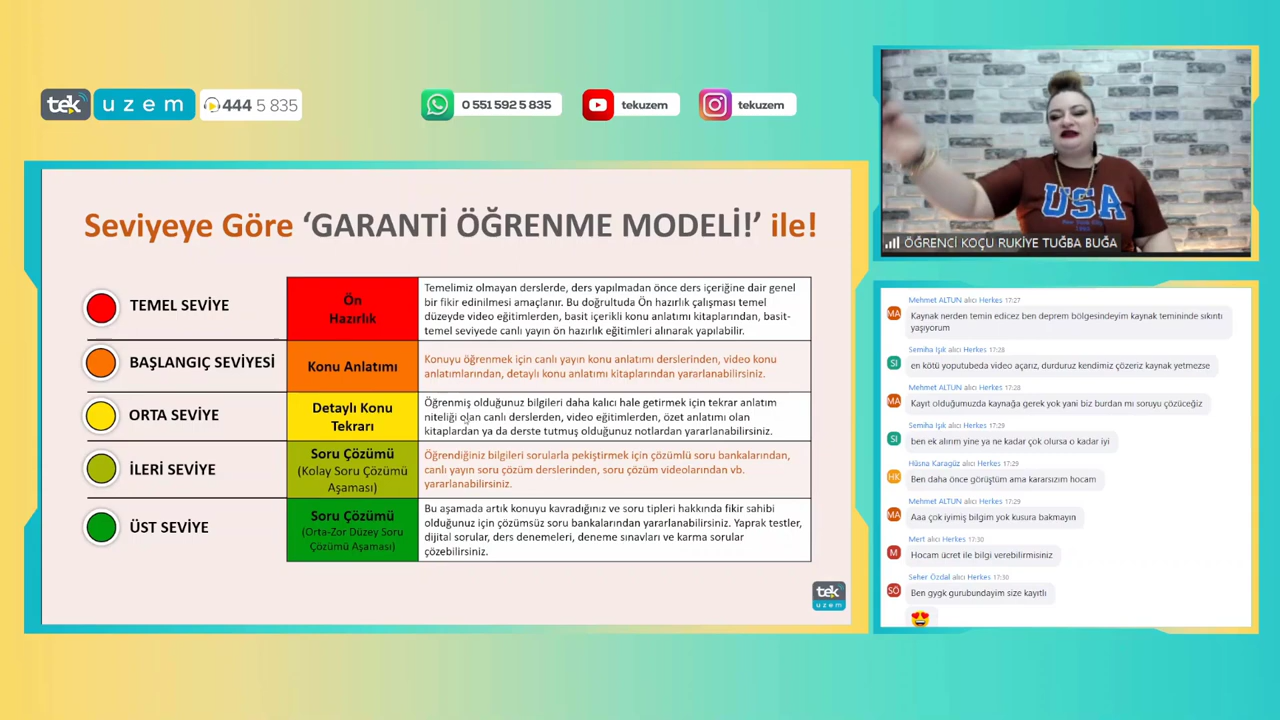 tek uzem 444 5 835
0 551 592 5 835
tekuzem
tekuzem
Seviyeye Göre ‘GARANTİ ÖĞRENME MODELİ!’ ile!
TEMEL SEVİYE
Ön
Hazırlık
Temelimiz olmayan derslerde, ders yapılmadan önce ders içeriğine dair genel
bir fikir edinilmesi amaçlanır. Bu doğrultuda Ön hazırlık çalışması temel
düzeyde video eğitimlerden, basit içerikli konu anlatımı kitaplarından, basit-
temel seviyede canlı yayın ön hazırlık eğitimleri alınarak yapılabilir.
BAŞLANGIÇ SEVİYESİ
Konu Anlatımı
Konuyu öğrenmek için canlı yayın konu anlatımı derslerinden, video konu
anlatımlarından, detaylı konu anlatımı kitaplarından yararlanabilirsiniz.
ORTA SEVİYE
Detaylı Konu
Tekrarı
Öğrenmiş olduğunuz bilgileri daha kalıcı hale getirmek için tekrar anlatım
niteliği olan canlı derslerden, video eğitimlerden, özet anlatımı olan
kitaplardan ya da derste tutmuş olduğunuz notlardan yararlanabilirsiniz.
İLERİ SEVİYE
Soru Çözümü
(Kolay Soru Çözümü
Aşaması)
Öğrendiğiniz bilgileri sorularla pekiştirmek için çözümlü soru bankalarından,
canlı yayın soru çözüm derslerinden, soru çözüm videolarından vb.
yararlanabilirsiniz.
ÜST SEVİYE
Soru Çözümü
(Orta-Zor Düzey Soru
Çözümü Aşaması)
Bu aşamada artık konuyu kavradığınız ve soru tipleri hakkında fikir sahibi
olduğunuz için çözümsüz soru bankalarından yararlanabilirsiniz. Yaprak testler,
dijital sorular, ders denemeleri, deneme sınavları ve karma sorular
çözebilirsiniz.
tek
uzem
USA
ÖĞRENCİ KOÇU RUKİYE TUĞBA BUĞA
Mehmet ALTUN alıcı Herkes 17:27
MA
Kaynak nerden temin edicez ben deprem bölgesindeyim kaynak temininde sıkıntı
yaşıyorum
Semiha Işık alıcı Herkes 17:28
SI
en kötü yoputubeda video açarız, durduruz kendimiz çözeriz kaynak yetmezse
Mehmet ALTUN alıcı Herkes 17:28
MA
Kayıt olduğumuzda kaynağa gerek yok yani biz burdan mı soruyu çözüceğiz
Semiha Işık alıcı Herkes 17:29
SI
ben ek alırım yine ya ne kadar çok olursa o kadar iyi
Hüsna Karagüz alıcı Herkes 17:29
HK
Ben daha önce görüştüm ama kararsızım hocam
Mehmet ALTUN alıcı Herkes 17:29
MA
Aaa çok iyimiş bilgim yok kusura bakmayın
Mert alıcı Herkes 17:30
M
Hocam ücret ile bilgi verebilirmisiniz
Seher Özdal alıcı Herkes 17:30
SÖ
Ben gygk gurubundayim size kayıtlı